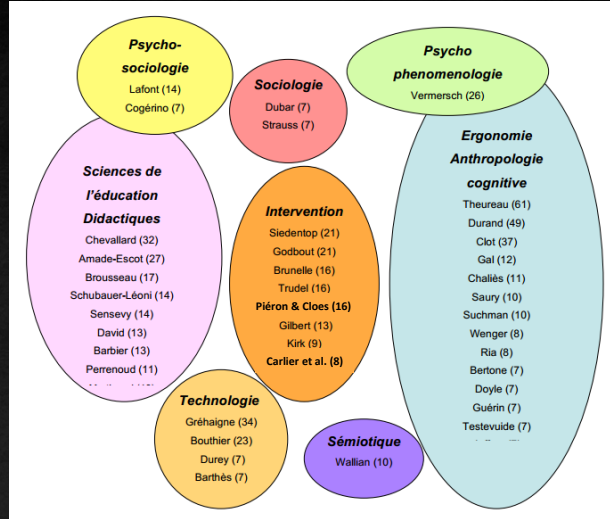 Psycho-
sociologie
Lafont (14)
Cogérino (7)
Sociologie
Dubar (7)
Strauss (7)
Psycho
phenomenologie
Vermersch (26)
Sciences de
l'éducation
Didactiques
Chevallard (32)
Amade-Escot (27)
Brousseau (17)
Schubauer-Léoni (14)
Sensevy (14)
David (13)
Barbier (13)
Perrenoud (11)
Intervention
Siedentop (21)
Godbout (21)
Brunelle (16)
Trudel (16)
Piéron & Cloes (16)
Gilbert (13)
Kirk (9)
Carlier et al. (8)
Ergonomie
Anthropologie
cognitive
Theureau (61)
Durand (49)
Clot (37)
Gal (12)
Chaliès (11)
Saury (10)
Suchman (10)
Wenger (8)
Ria (8)
Bertone (7)
Doyle (7)
Guérin (7)
Testevuide (7)
Technologie
Gréhaigne (34)
Bouthier (23)
Durey (7)
Barthès (7)
Sémiotique
Wallian (10)